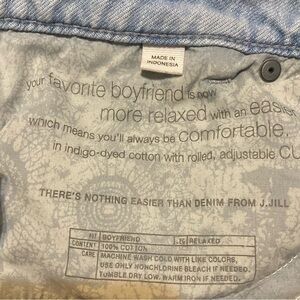 MADE IN
INDONESIA
your favorite boyfriend is now
more relaxed with an easier
which means you'll always be comfortable.
in indigo-dyed cotton with rolled, adjustable CU
THERE'S NOTHING EASIER THAN DENIM FROM J.JILL
FIT BOYFRIEND IS RELAXED
CONTENT 100% COTTON
CARE MACHINE WASH COLD WITH LIKE COLORS,
USE ONLY NONCHLORINE BLEACH IF NEEDED.
TUMBLE DRY LOW. WARM IRON IF NEEDED.